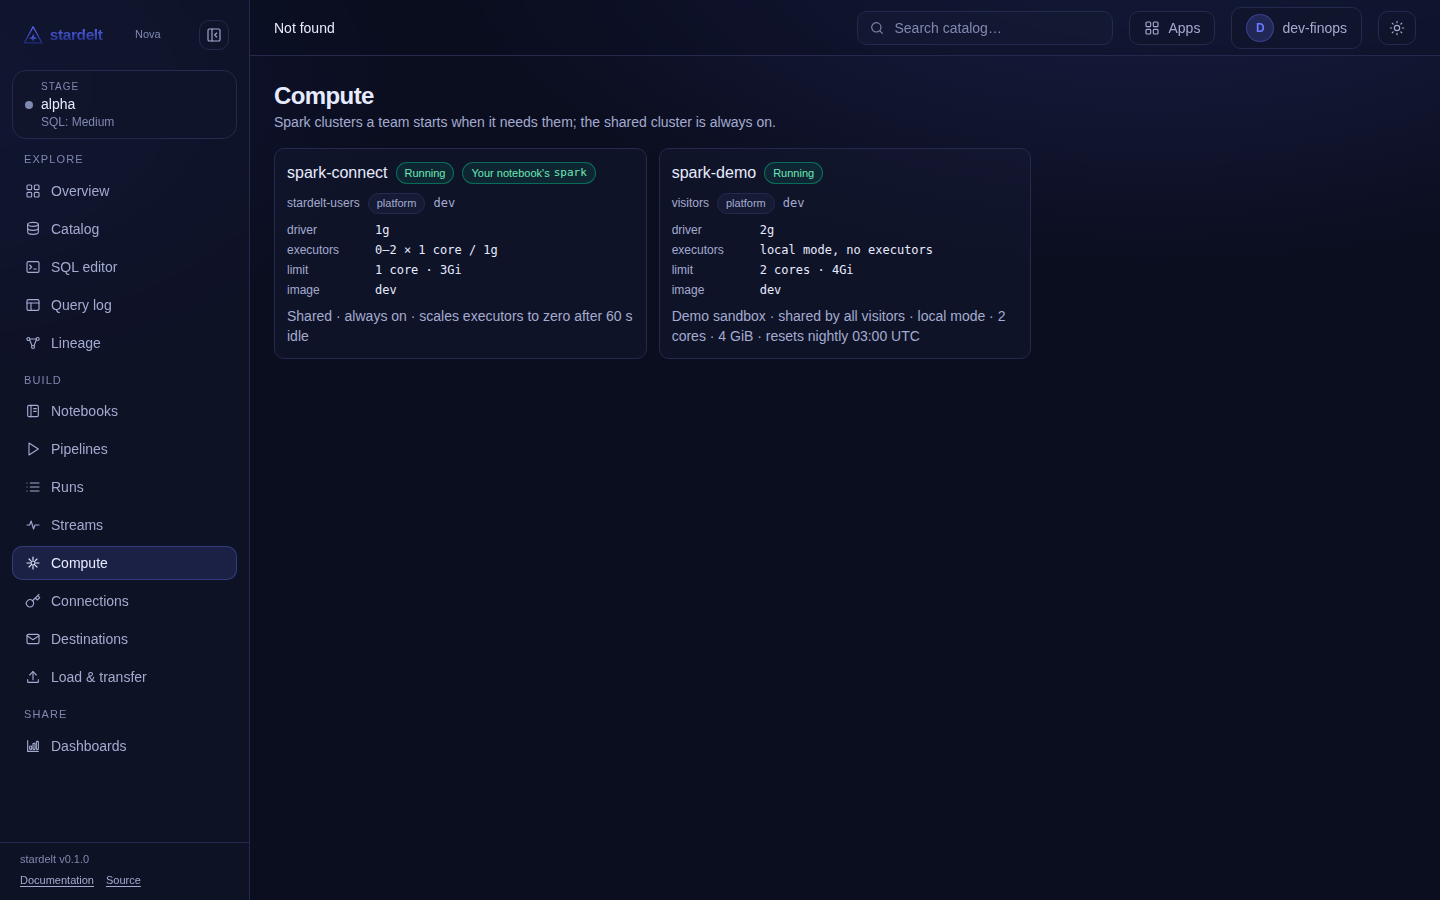 stardelt Nova
Not found
Search catalog…
Apps
D dev-finops
STAGE
alpha
SQL: Medium
EXPLORE
Overview
Catalog
SQL editor
Query log
Lineage
BUILD
Notebooks
Pipelines
Runs
Streams
Compute
Connections
Destinations
Load & transfer
SHARE
Dashboards
stardelt v0.1.0
Documentation Source
Compute
Spark clusters a team starts when it needs them; the shared cluster is always on.
spark-connect Running Your notebook's spark
stardelt-users platform dev
driver 1g
executors 0–2 × 1 core / 1g
limit 1 core · 3Gi
image dev
Shared · always on · scales executors to zero after 60 s
idle
spark-demo Running
visitors platform dev
driver 2g
executors local mode, no executors
limit 2 cores · 4Gi
image dev
Demo sandbox · shared by all visitors · local mode · 2
cores · 4 GiB · resets nightly 03:00 UTC